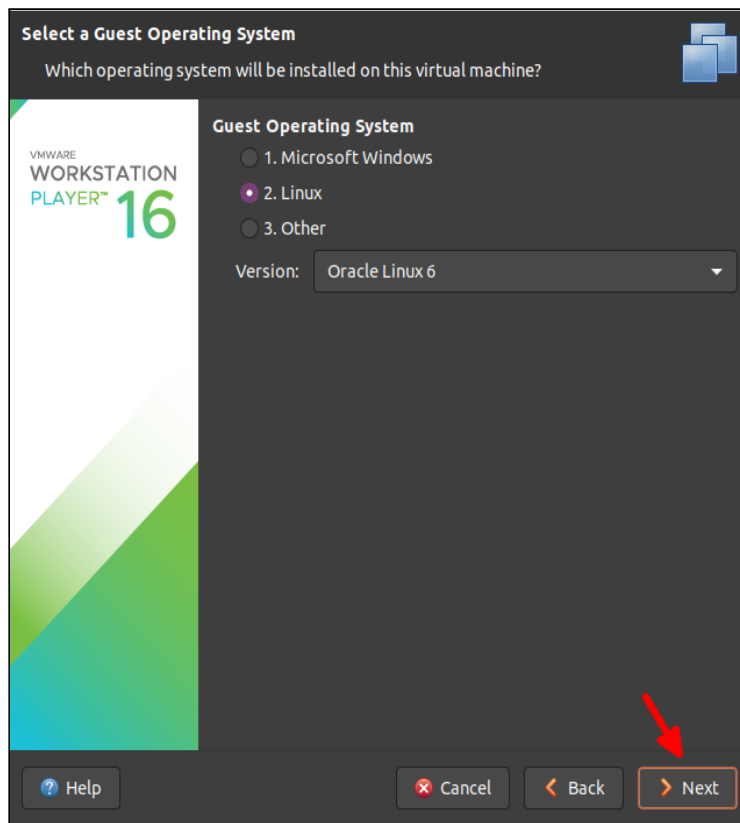 Select a Guest Operating System
Which operating system will be installed on this virtual machine?
VMWARE
WORKSTATION
PLAYER™ 16
Guest Operating System
1. Microsoft Windows
2. Linux
3. Other
Version: Oracle Linux 6
Help Cancel Back Next